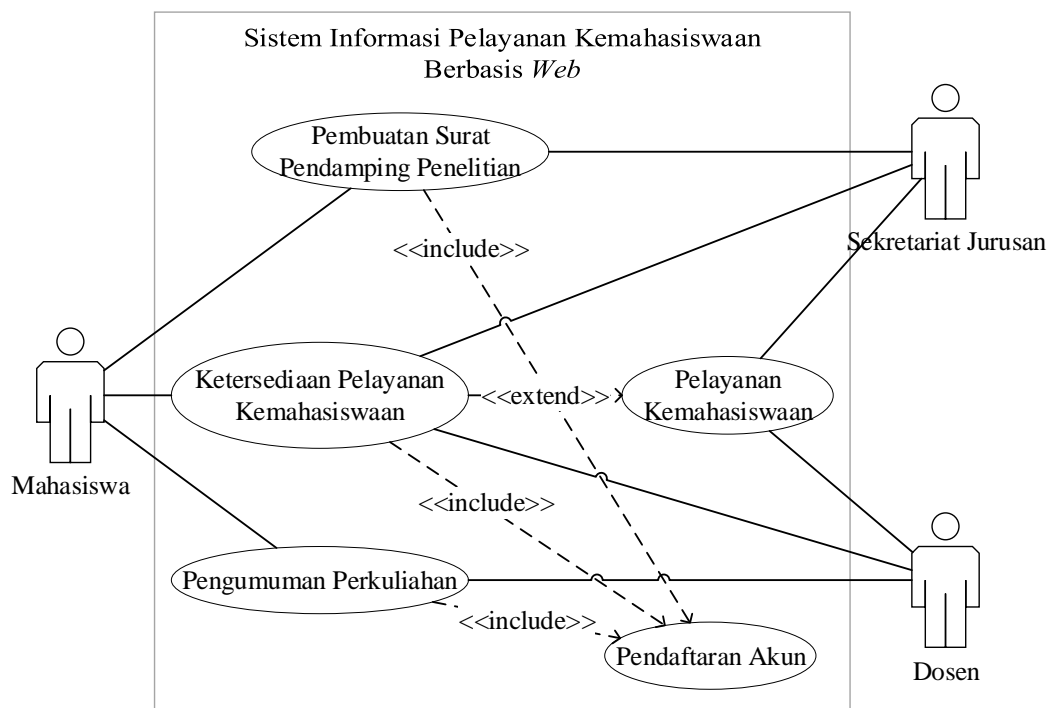 Sistem Informasi Pelayanan Kemahasiswaan
Berbasis Web
Pembuatan Surat
Pendamping Penelitian
<<include>>
Sekretariat Jurusan
Ketersediaan Pelayanan
Kemahasiswaan
<<extend>>
Pelayanan
Kemahasiswaan
Mahasiswa
<<include>>
Pengumuman Perkuliahan
<<include>>
Pendaftaran Akun
Dosen